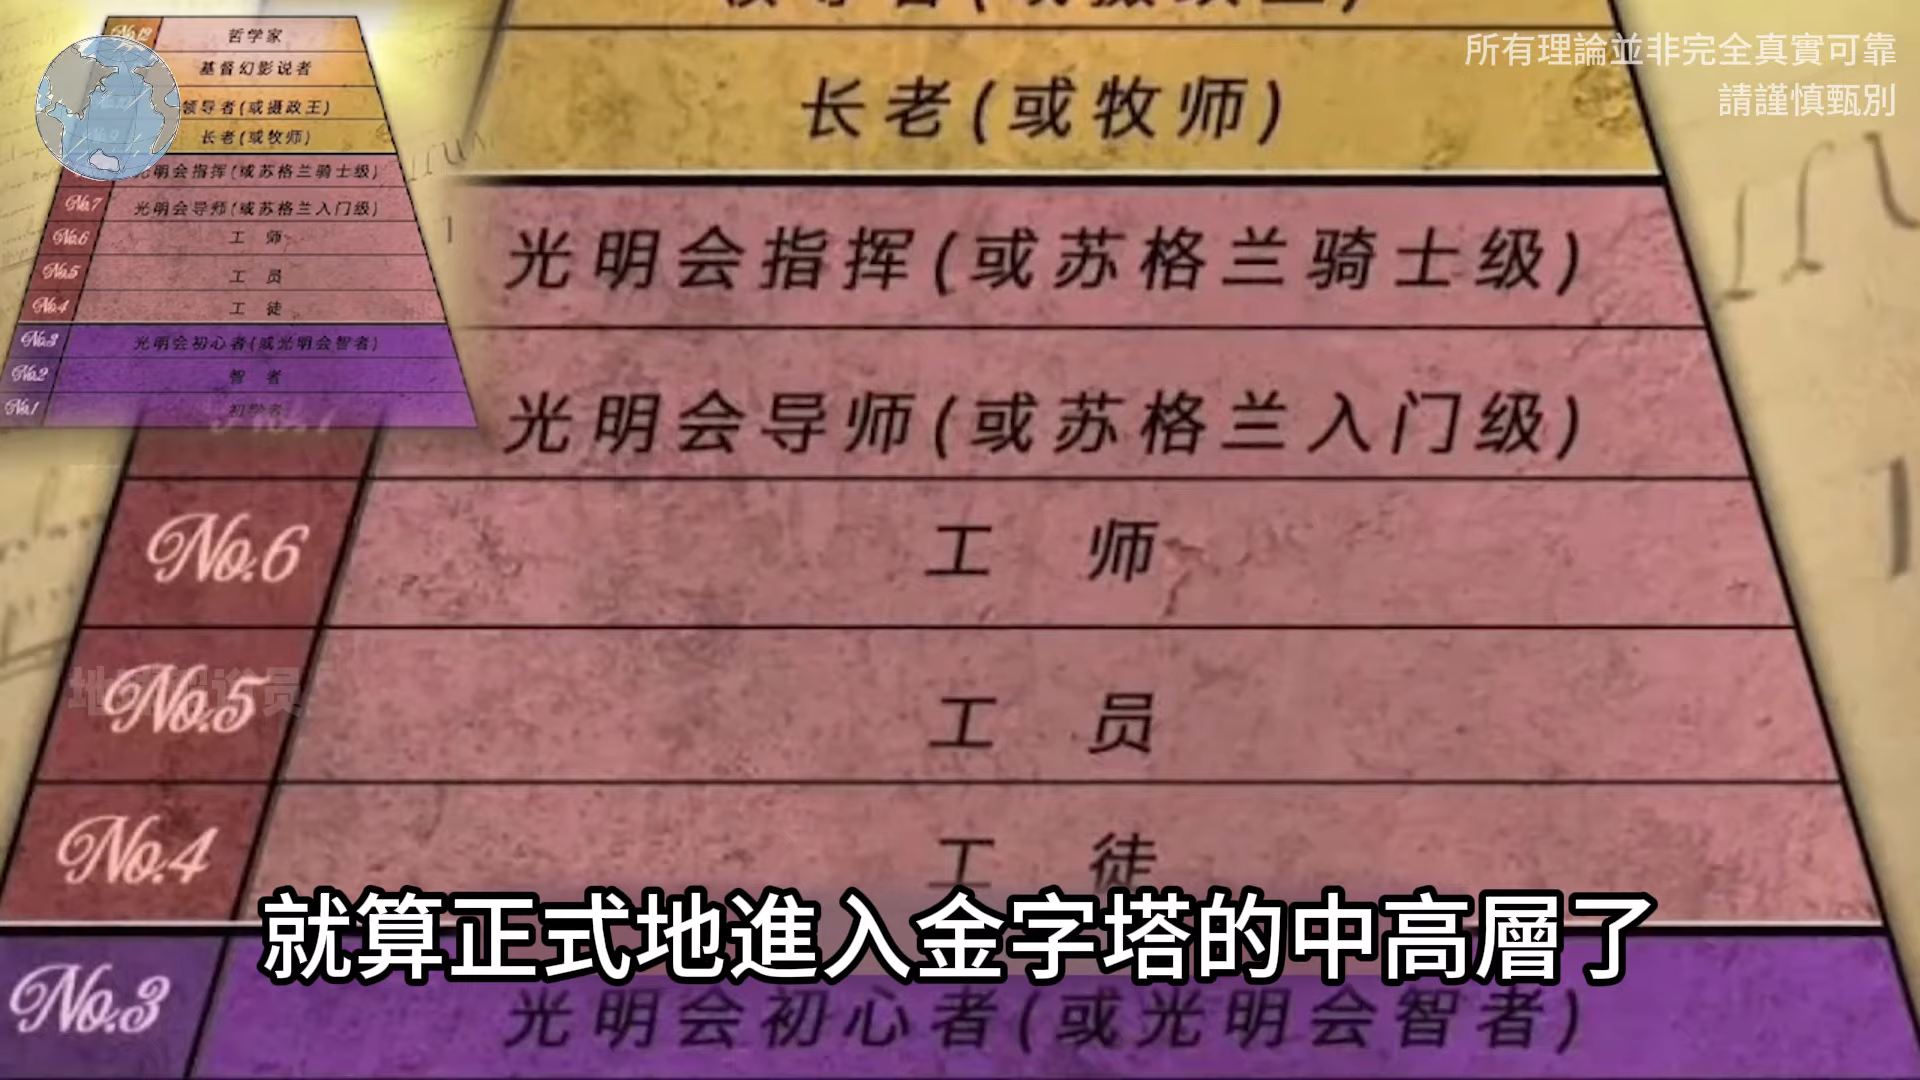 No.12 哲学家
基督幻影说者
领导者(或摄政王)
No.9 长老(或牧师)
光明会指挥(或苏格兰骑士级)
No.7 光明会导师(或苏格兰入门级)
No.6 工 师
No.5 工 员
No.4 工 徒
No.3 光明会初心者(或光明会智者)
No.2 智 者
No.1 初学者
所有理論並非完全真實可靠
請謹慎甄別
长老(或牧师)
光明会指挥(或苏格兰骑士级)
光明会导师(或苏格兰入门级)
No.6 工 师
No.5 工 员
No.4 工 徒
就算正式地進入金字塔的中高層了
No.3 光明会初心者(或光明会智者)